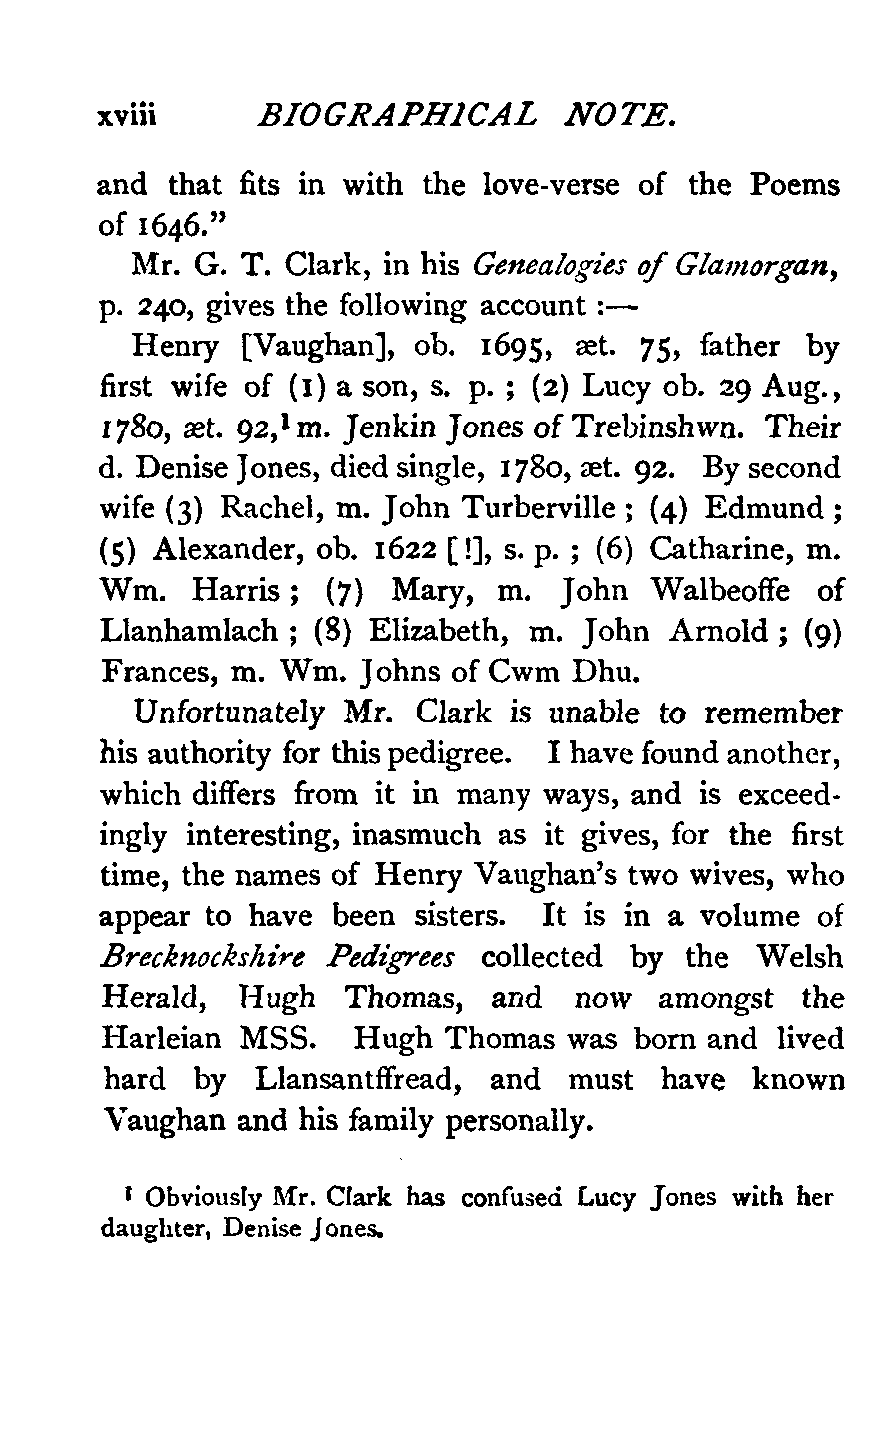 xviii BIOGRAPHICAL NOTE.
and that fits in with the love-verse of the Poems
of 1646.”
Mr. G. T. Clark, in his Genealogies of Glamorgan,
p. 240, gives the following account :—
Henry [Vaughan], ob. 1695, æt. 75, father by
first wife of (1) a son, s. p. ; (2) Lucy ob. 29 Aug.,
1780, æt. 92,¹ m. Jenkin Jones of Trebinshwn. Their
d. Denise Jones, died single, 1780, æt. 92. By second
wife (3) Rachel, m. John Turberville ; (4) Edmund ;
(5) Alexander, ob. 1622 [!], s. p. ; (6) Catharine, m.
Wm. Harris ; (7) Mary, m. John Walbeoffe of
Llanhamlach ; (8) Elizabeth, m. John Arnold ; (9)
Frances, m. Wm. Johns of Cwm Dhu.
Unfortunately Mr. Clark is unable to remember
his authority for this pedigree. I have found another,
which differs from it in many ways, and is exceed-
ingly interesting, inasmuch as it gives, for the first
time, the names of Henry Vaughan’s two wives, who
appear to have been sisters. It is in a volume of
Brecknockshire Pedigrees collected by the Welsh
Herald, Hugh Thomas, and now amongst the
Harleian MSS. Hugh Thomas was born and lived
hard by Llansantffread, and must have known
Vaughan and his family personally.
¹ Obviously Mr. Clark has confused Lucy Jones with her
daughter, Denise Jones.